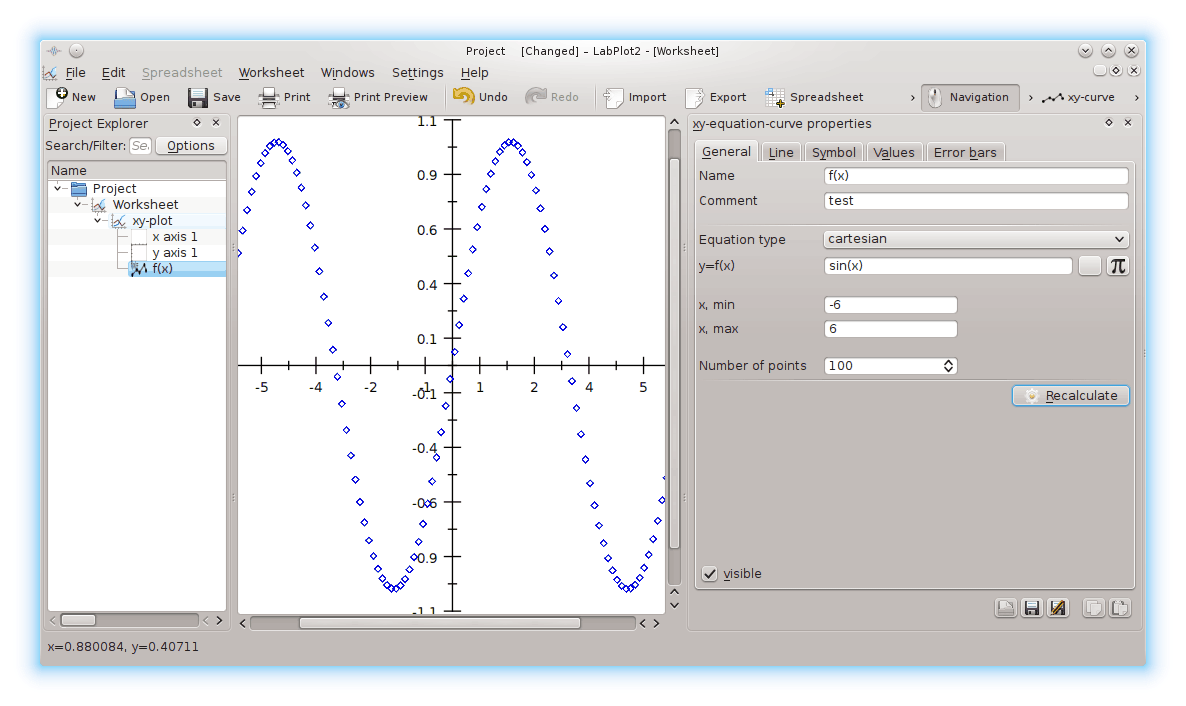 Project [Changed] – LabPlot2 - [Worksheet]
File Edit Spreadsheet Worksheet Windows Settings Help
New Open Save Print Print Preview Undo Redo Import Export Spreadsheet Navigation xy-curve
Project Explorer
Search/Filter: Options
Name
Project
Worksheet
xy-plot
x axis 1
y axis 1
f(x)
1.1
0.9
0.6
0.4
0.1
-5 -4 -2 -1 1 2 4 5
-0.1
-0.4
-0.6
-0.9
-1.1
xy-equation-curve properties
General Line Symbol Values Error bars
Name f(x)
Comment test
Equation type cartesian
y=f(x) sin(x) π
x, min -6
x, max 6
Number of points 100
Recalculate
visible
x=0.880084, y=0.40711